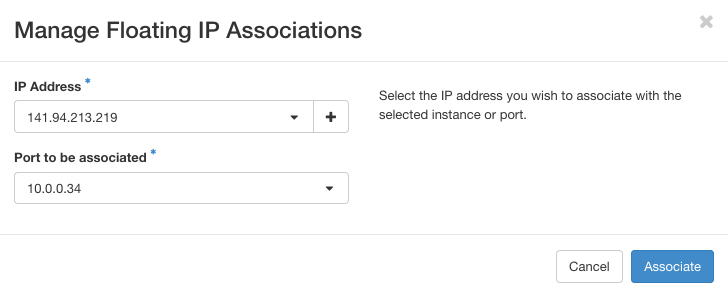 Manage Floating IP Associations
IP Address *
141.94.213.219
Select the IP address you wish to associate with the
selected instance or port.
Port to be associated *
10.0.0.34
Cancel
Associate